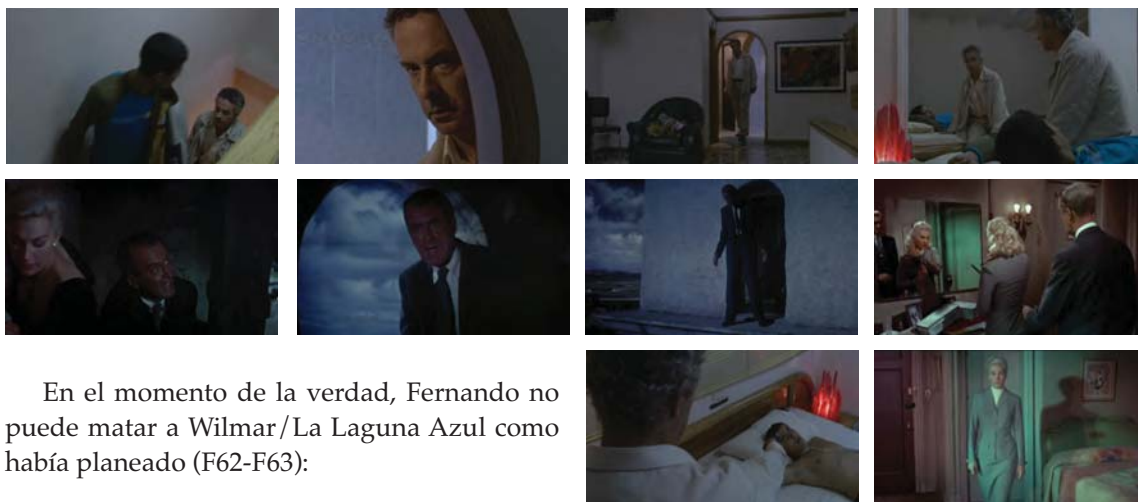 En el momento de la verdad, Fernando no
puede matar a Wilmar/La Laguna Azul como
había planeado (F62-F63):